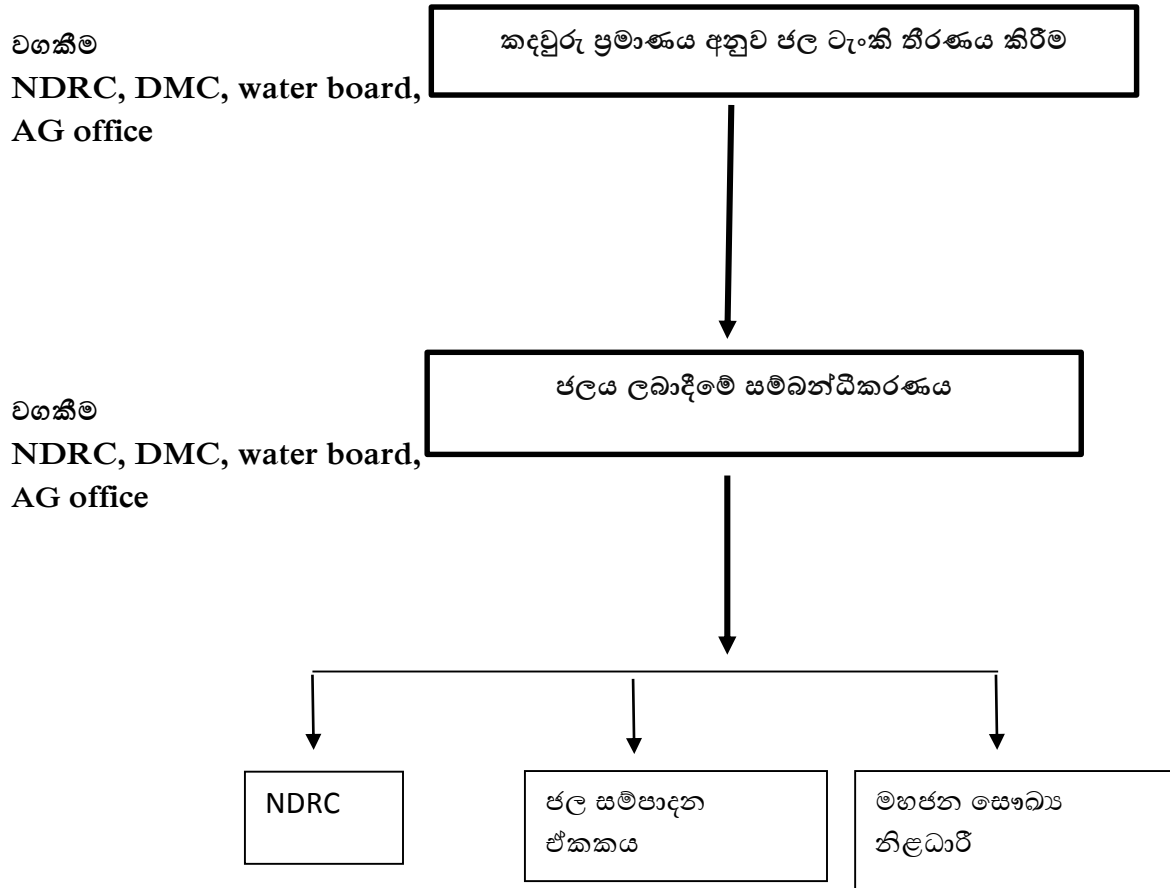 වගකීම
NDRC, DMC, water board,
AG office
කදවුරු ප්‍රමාණය අනුව ජල ටැංකි තීරණය කිරීම
වගකීම
NDRC, DMC, water board,
AG office
ජලය ලබාදීමේ සම්බන්ධීකරණය
NDRC
ජල සම්පාදන
ඒකකය
මහජන සෞඛ්‍ය
නිළධාරී